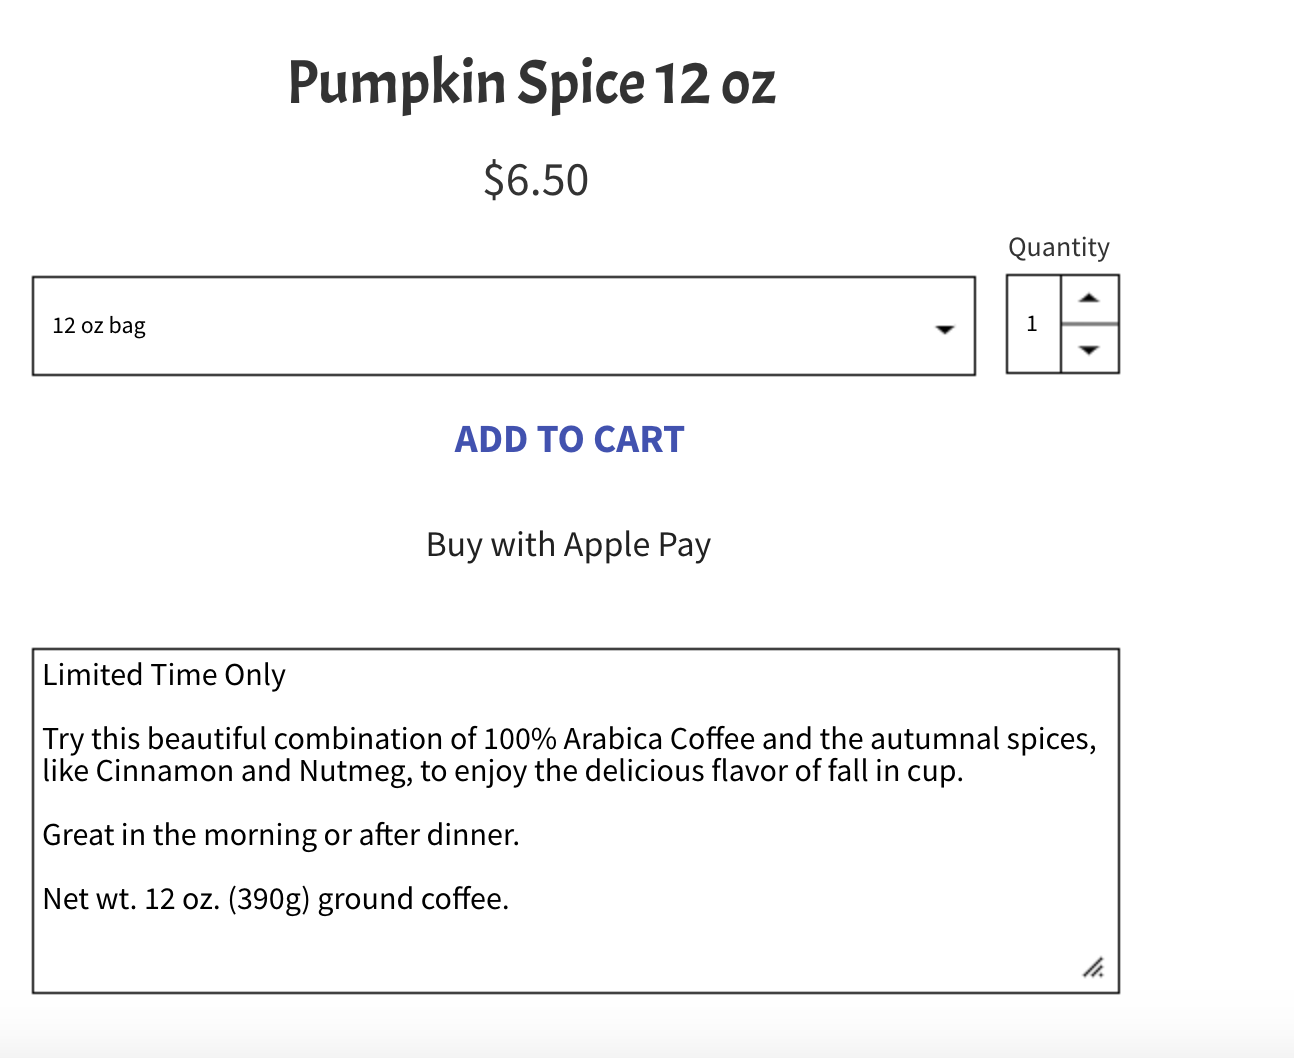 Pumpkin Spice 12 oz
$6.50
Quantity
12 oz bag
1
ADD TO CART
Buy with Apple Pay
Limited Time Only
Try this beautiful combination of 100% Arabica Coffee and the autumnal spices,
like Cinnamon and Nutmeg, to enjoy the delicious flavor of fall in cup.
Great in the morning or after dinner.
Net wt. 12 oz. (390g) ground coffee.